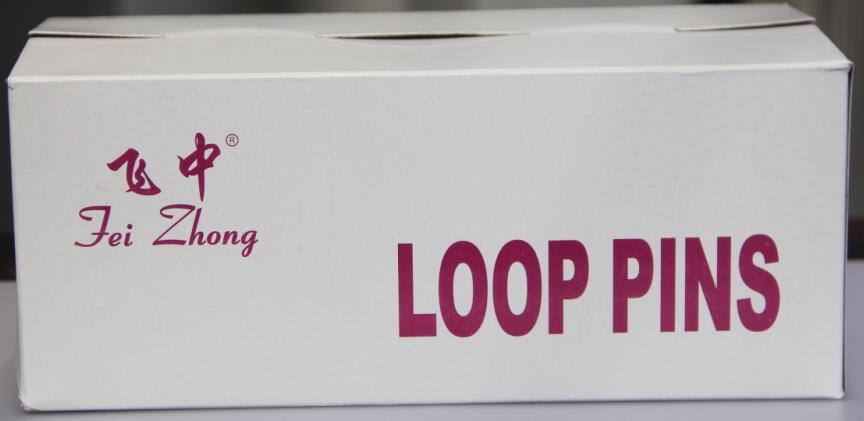 飞中®
Fei Zhong
LOOP PINS